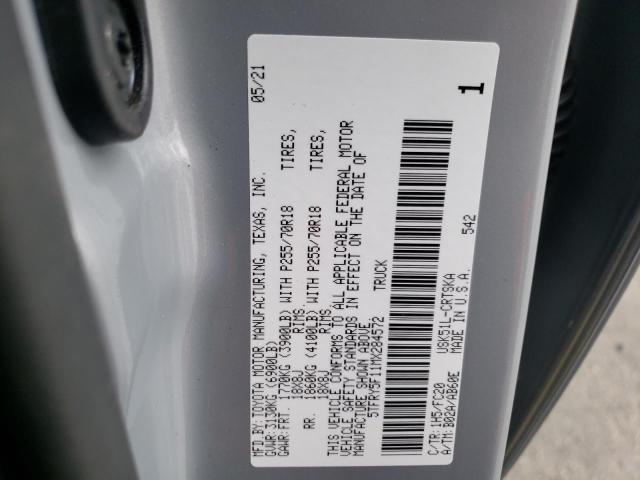 MFD.BY: TOYOTA MOTOR MANUFACTURING, TEXAS, INC. 05/21
GVWR: 3130KG (6900LB)
GAWR: FRT. 1770KG (3900LB) WITH P255/70R18 TIRES,
18X8J RIMS
RR. 1860KG (4100LB) WITH P255/70R18 TIRES,
18X8J RIMS
THIS VEHICLE CONFORMS TO ALL APPLICABLE FEDERAL MOTOR
VEHICLE SAFETY STANDARDS IN EFFECT ON THE DATE OF
MANUFACTURE SHOWN ABOVE.
5TFRY5F11MX284572 TRUCK
C/TR: 1H5/FC20 USK51L-CRTSKA 542
A/TM: B02A/AB60E MADE IN U.S.A.
1